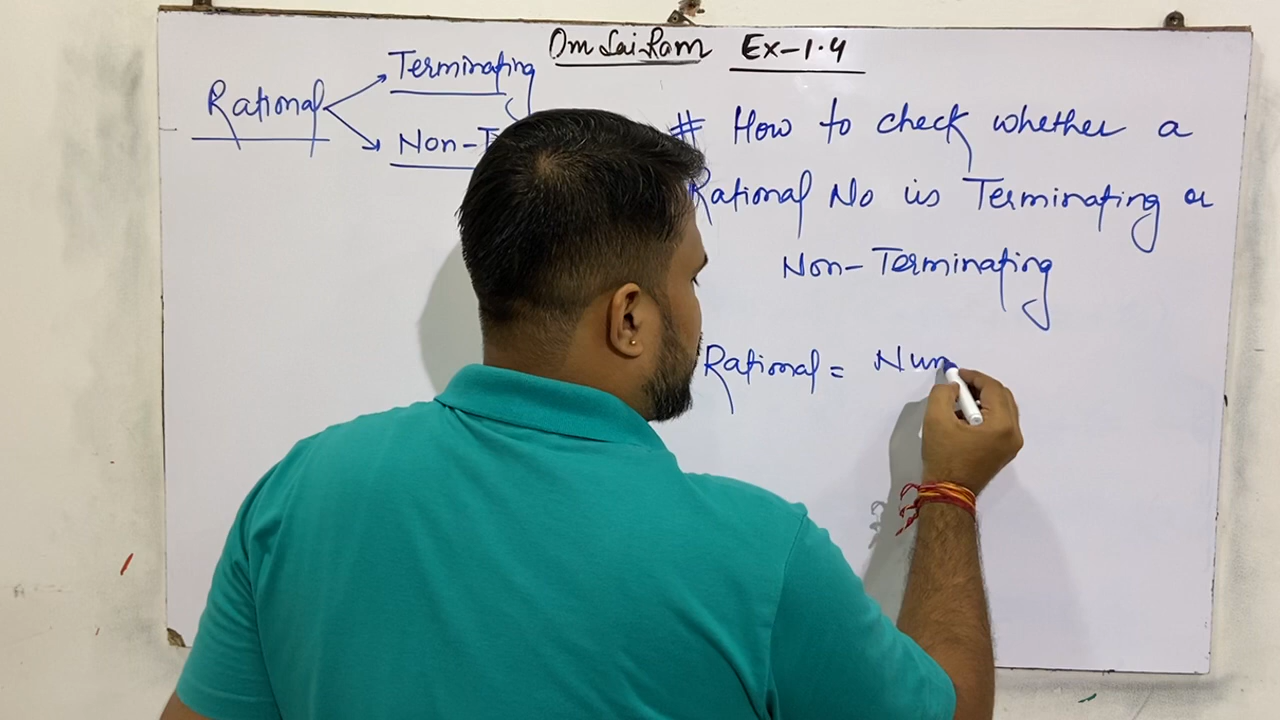 Om Sai Ram Ex-1.4
Rational
Terminating
Non-T
# How to check whether a
Rational No is Terminating or
Non-Terminating
Rational = Num